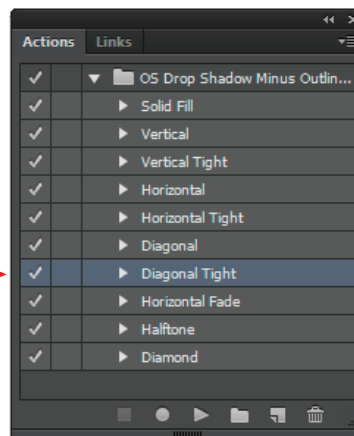 Actions Links
OS Drop Shadow Minus Outlin...
Solid Fill
Vertical
Vertical Tight
Horizontal
Horizontal Tight
Diagonal
Diagonal Tight
Horizontal Fade
Halftone
Diamond